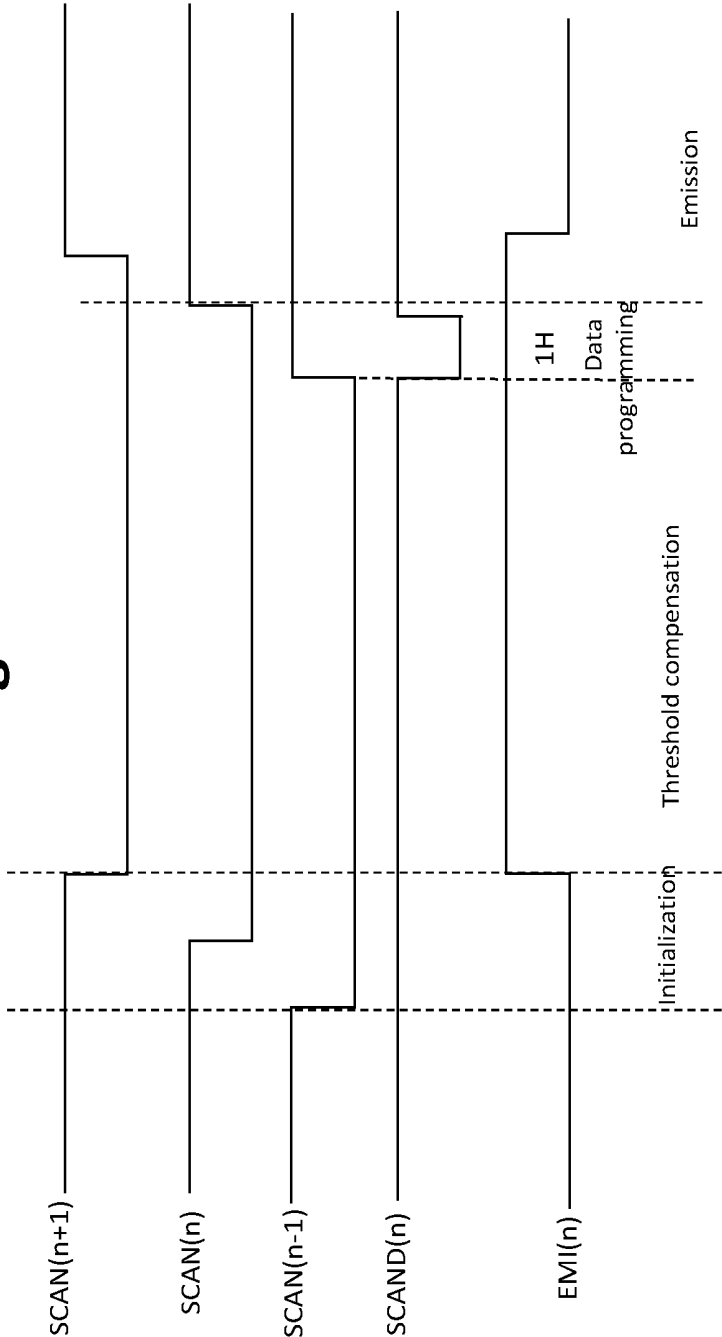 SCAN(n+1)
SCAN(n)
SCAN(n-1)
SCAND(n)
EMI(n)
Initialization
Threshold compensation
1H
Data
programming
Emission